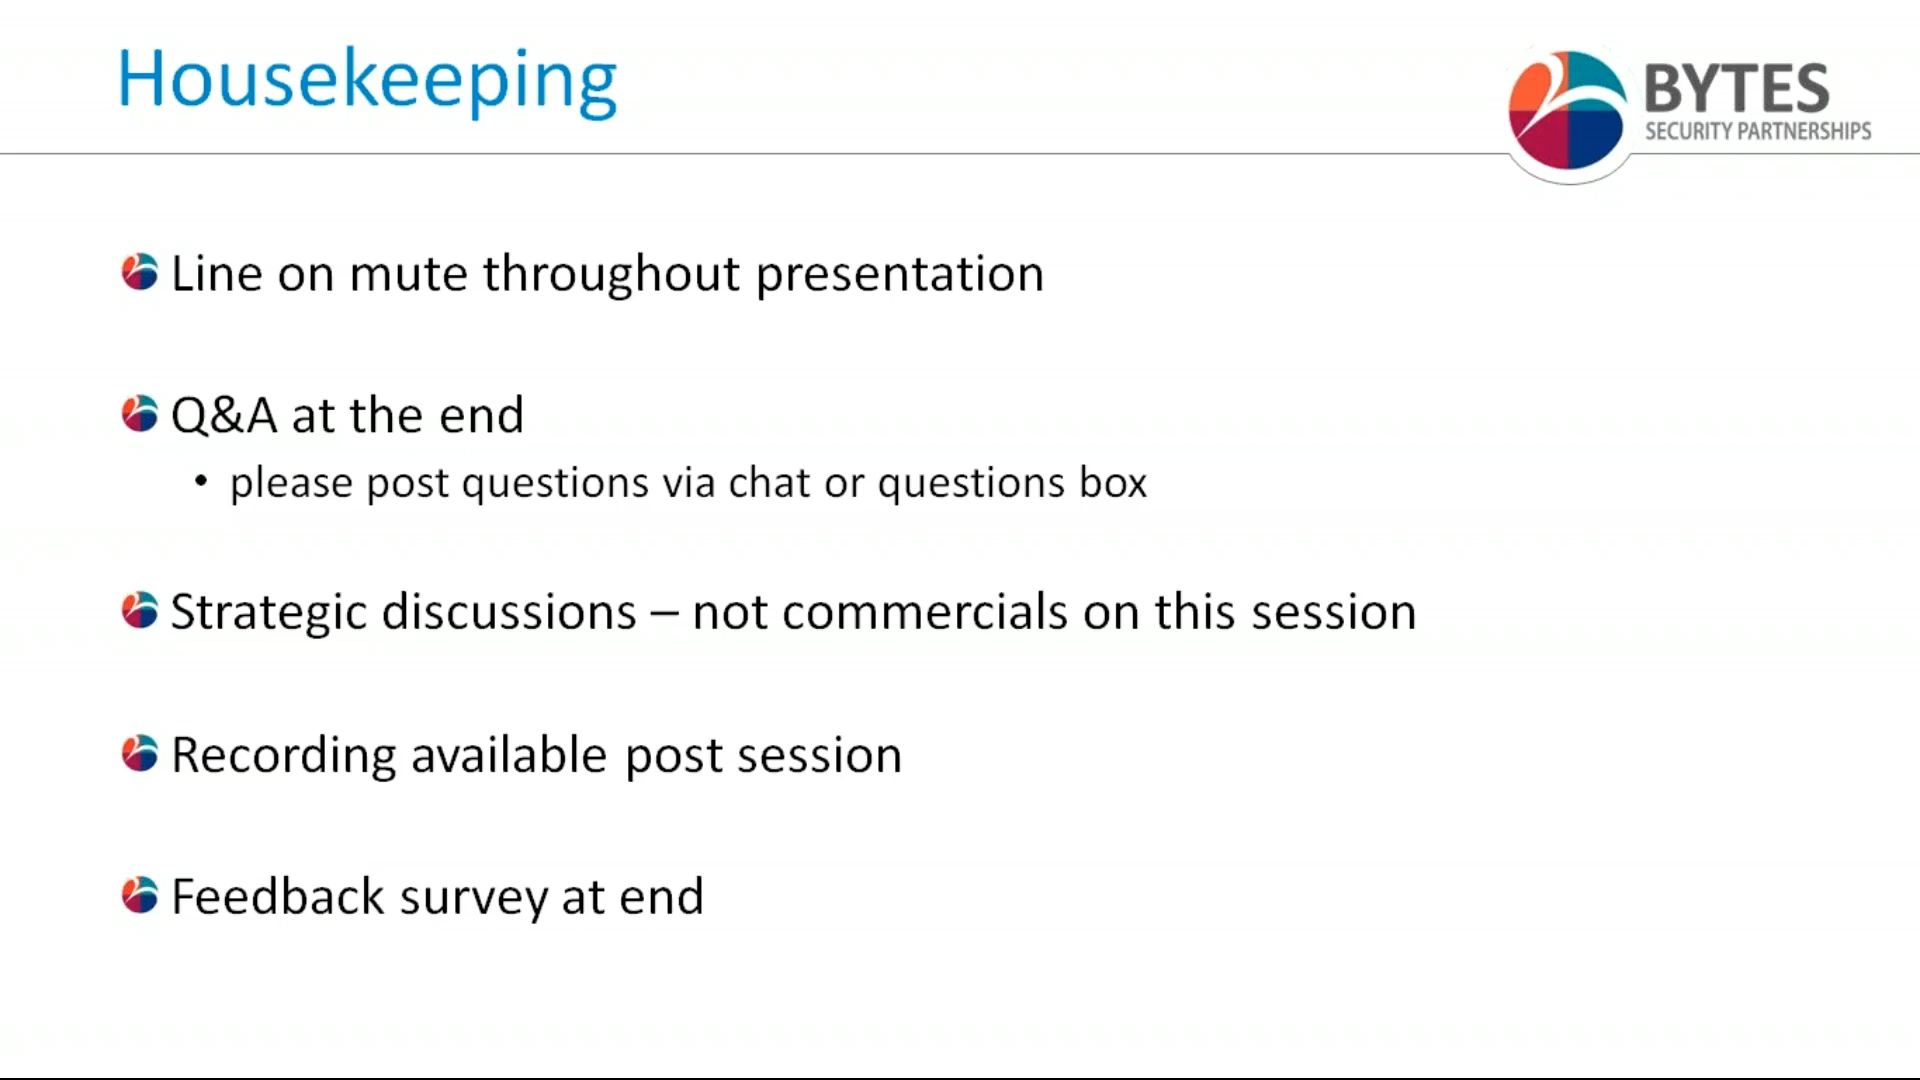 Housekeeping
BYTES
SECURITY PARTNERSHIPS
Line on mute throughout presentation
Q&A at the end
• please post questions via chat or questions box
Strategic discussions – not commercials on this session
Recording available post session
Feedback survey at end